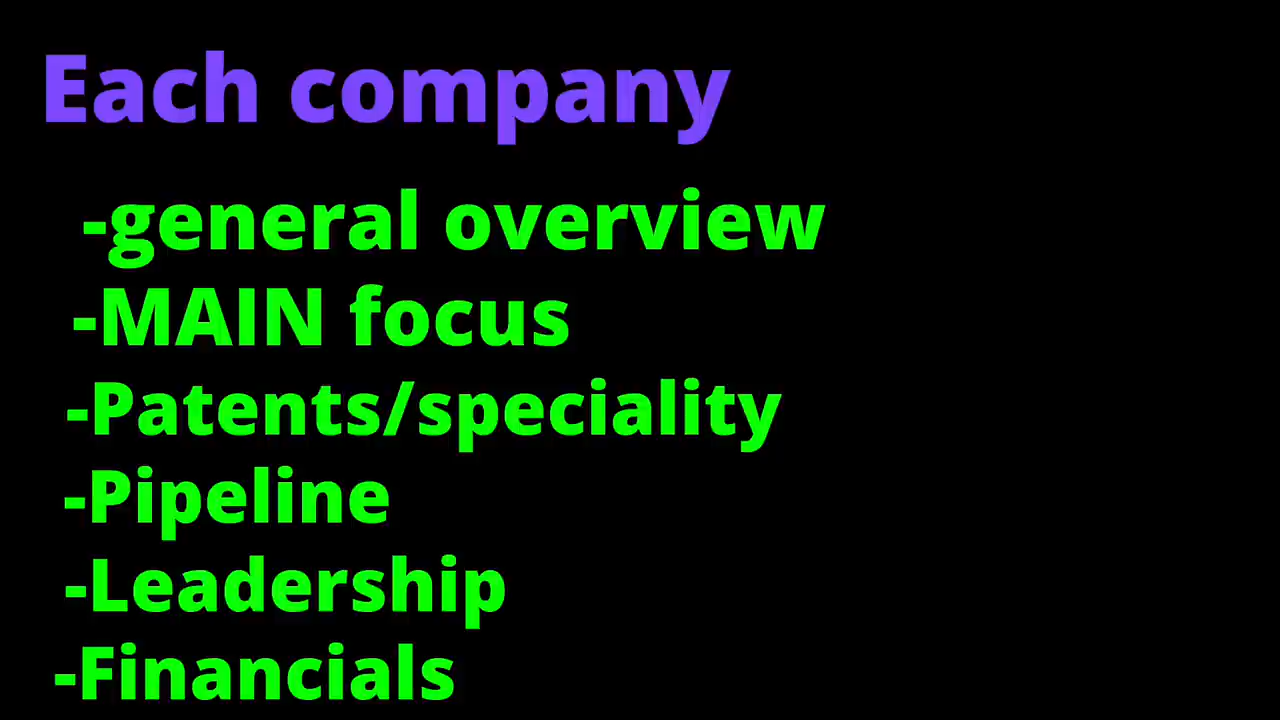 Each company
-general overview
-MAIN focus
-Patents/speciality
-Pipeline
-Leadership
-Financials